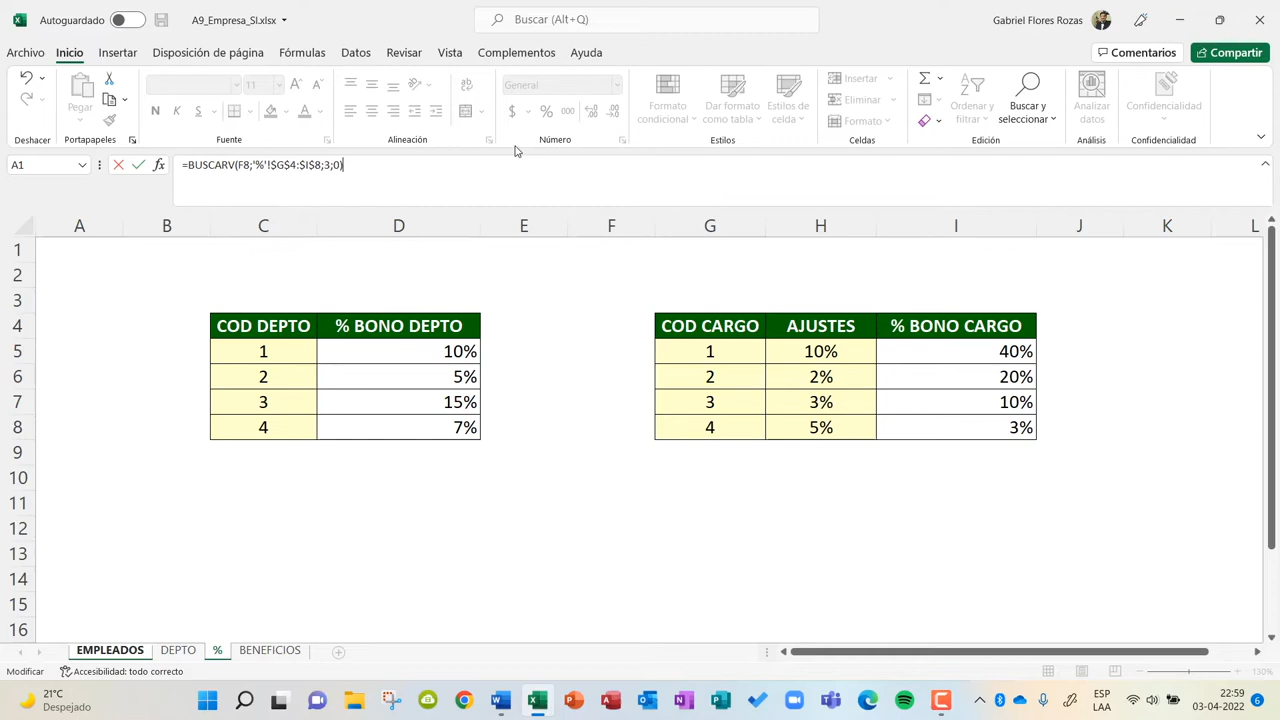 Autoguardado
A9_Empresa_SI.xlsx
Buscar (Alt+Q)
Gabriel Flores Rozas
Archivo Inicio Insertar Disposición de página Fórmulas Datos Revisar Vista Complementos Ayuda
Comentarios Compartir
Pegar
11
N K S
General
$ % 000
Formato condicional
Dar formato como tabla
Estilos de celda
Insertar
Eliminar
Formato
Ordenar y filtrar
Buscar y seleccionar
Analizar datos
Confidencialidad
Deshacer Portapapeles Fuente Alineación Número Estilos Celdas Edición Análisis Confidencialidad
A1 fx =BUSCARV(F8;'%'!$G$4:$I$8;3;0)
A B C D E F G H I J K L
1
2
3
4 COD DEPTO % BONO DEPTO COD CARGO AJUSTES % BONO CARGO
5 1 10% 1 10% 40%
6 2 5% 2 2% 20%
7 3 15% 3 3% 10%
8 4 7% 4 5% 3%
9
10
11
12
13
14
15
16
EMPLEADOS DEPTO % BENEFICIOS
Modificar Accesibilidad: todo correcto 130%
21°C
Despejado
ESP
LAA
22:59
03-04-2022
6